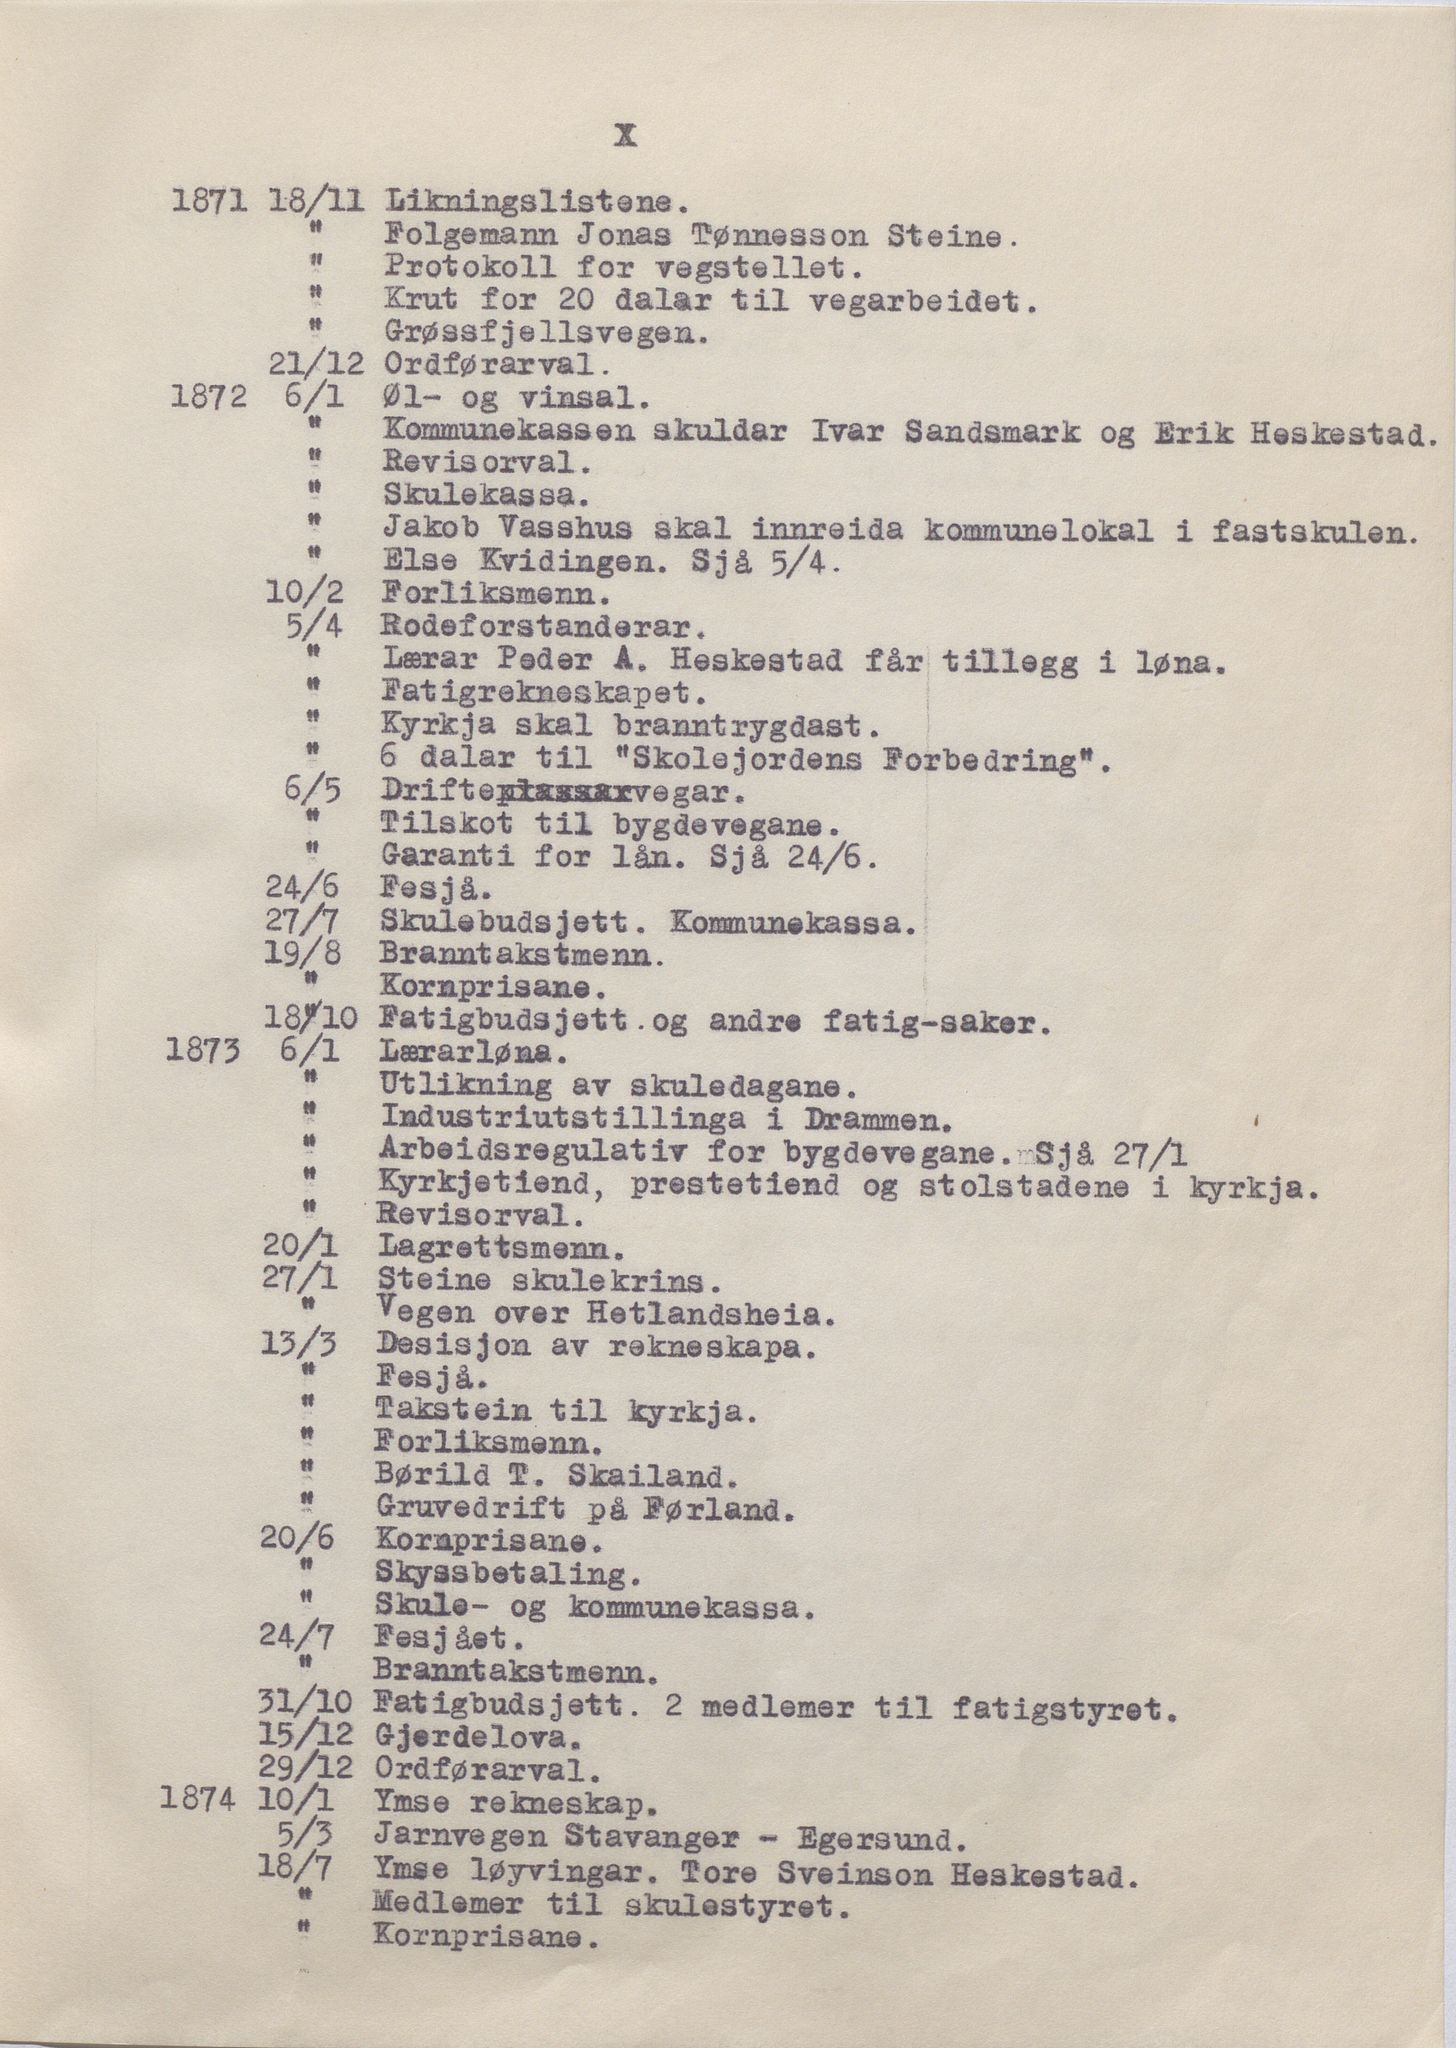 X
1871 18/11 Likningslistene.
" Folgemann Jonas Tønnesson Steine.
" Protokoll for vegstellet.
" Krut for 20 dalar til vegarbeidet.
" Grøssfjellsvegen.
21/12 Ordførarval.
1872 6/1 Øl- og vinsal.
" Kommunekassen skuldar Ivar Sandsmark og Erik Heskestad.
" Revisorval.
" Skulekassa.
" Jakob Vasshus skal innreida kommunelokal i fastskulen.
" Else Kvidingen. Sjå 5/4.
10/2 Forliksmenn.
5/4 Rodeforstanderar.
" Lærar Peder A. Heskestad får tillegg i løna.
" Fatigrekneskapet.
" Kyrkja skal branntrygdast.
" 6 dalar til "Skolejordens Forbedring".
6/5 Driftevegar.
" Tilskot til bygdevegane.
" Garanti for lån. Sjå 24/6.
24/6 Fesjå.
27/7 Skulebudsjett. Kommunekassa.
19/8 Branntakstmenn.
" Kornprisane.
18/10 Fatigbudsjett.og andre fatig-saker.
1873 6/1 Lærarløna.
" Utlikning av skuledagane.
" Industriutstillinga i Drammen.
" Arbeidsregulativ for bygdevegane. Sjå 27/1
" Kyrkjetiend, prestetiend og stolstadene i kyrkja.
" Revisorval.
20/1 Lagrettsmenn.
27/1 Steine skulekrins.
" Vegen over Hetlandsheia.
13/3 Desisjon av rekneskapa.
" Fesjå.
" Takstein til kyrkja.
" Forliksmenn.
" Børild T. Skailand.
" Gruvedrift på Førland.
20/6 Kornprisane.
" Skyssbetaling.
" Skule- og kommunekassa.
24/7 Fesjået.
" Branntakstmenn.
31/10 Fatigbudsjett. 2 medlemer til fatigstyret.
15/12 Gjerdelova.
29/12 Ordførarval.
1874 10/1 Ymse rekneskap.
5/3 Jarnvegen Stavanger - Egersund.
18/7 Ymse løyvingar. Tore Sveinson Heskestad.
" Medlemer til skulestyret.
" Kornprisane.